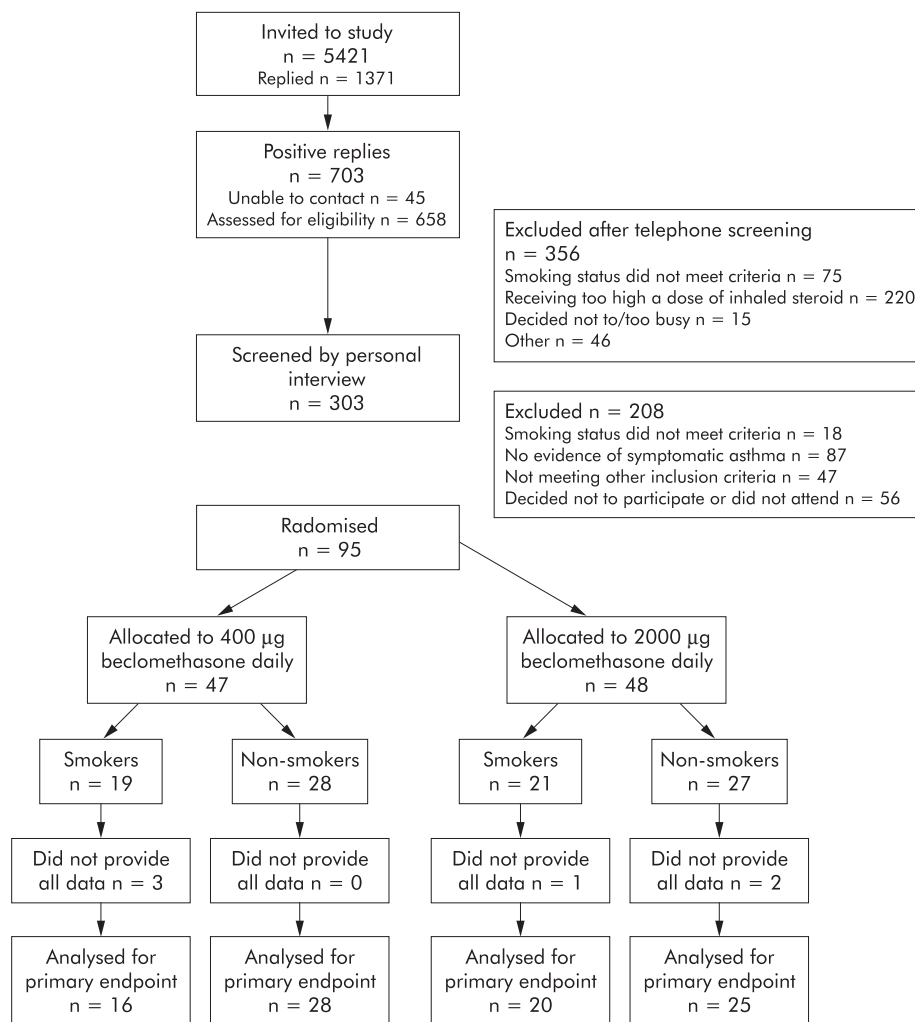 Invited to study
n = 5421
Replied n = 1371
Positive replies
n = 703
Unable to contact n = 45
Assessed for eligibility n = 658
Excluded after telephone screening
n = 356
Smoking status did not meet criteria n = 75
Receiving too high a dose of inhaled steroid n = 220
Decided not to/too busy n = 15
Other n = 46
Screened by personal
interview
n = 303
Excluded n = 208
Smoking status did not meet criteria n = 18
No evidence of symptomatic asthma n = 87
Not meeting other inclusion criteria n = 47
Decided not to participate or did not attend n = 56
Radomised
n = 95
Allocated to 400 µg
beclomethasone daily
n = 47
Allocated to 2000 µg
beclomethasone daily
n = 48
Smokers
n = 19
Non-smokers
n = 28
Smokers
n = 21
Non-smokers
n = 27
Did not provide
all data n = 3
Did not provide
all data n = 0
Did not provide
all data n = 1
Did not provide
all data n = 2
Analysed for
primary endpoint
n = 16
Analysed for
primary endpoint
n = 28
Analysed for
primary endpoint
n = 20
Analysed for
primary endpoint
n = 25